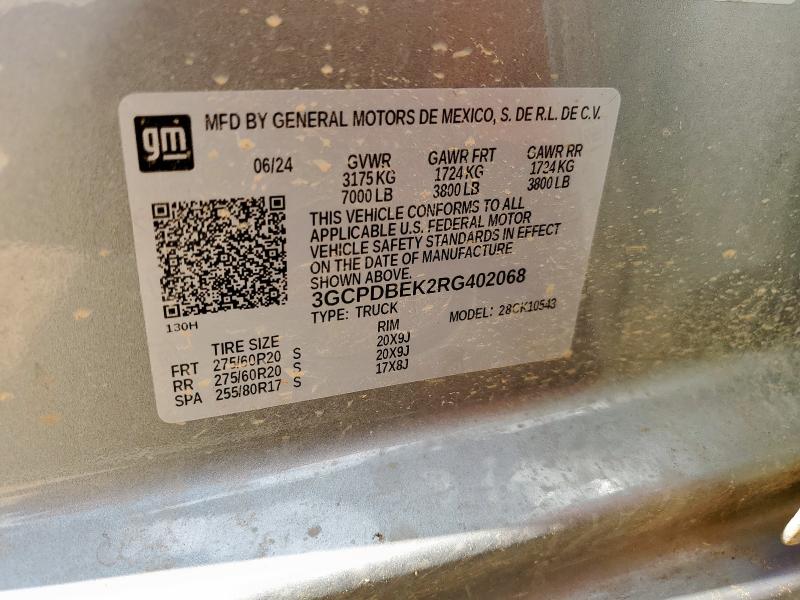 gm
MFD BY GENERAL MOTORS DE MEXICO, S. DE R.L. DE C.V.
06/24 GVWR GAWR FRT GAWR RR
3175 KG 1724 KG 1724 KG
7000 LB 3800 LB 3800 LB
THIS VEHICLE CONFORMS TO ALL
APPLICABLE U.S. FEDERAL MOTOR
VEHICLE SAFETY STANDARDS IN EFFECT
ON THE DATE OF MANUFACTURE
SHOWN ABOVE.
3GCPDBEK2RG402068
TYPE: TRUCK MODEL: 28CK10543
130H
TIRE SIZE RIM
FRT 275/60R20 S 20X9J
RR 275/60R20 S 20X9J
SPA 255/80R17 S 17X8J